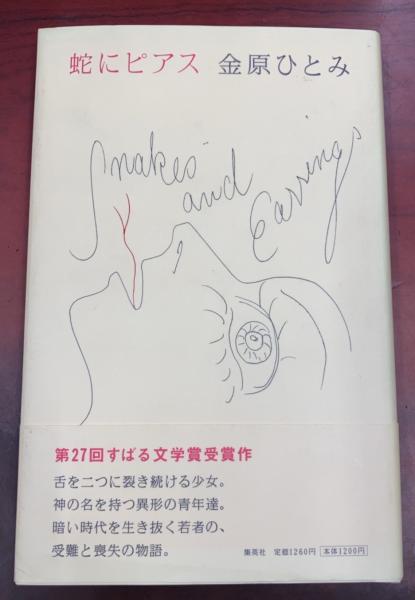 蛇にピアス 金原ひとみ
Snakes
and
Earrings
第27回すばる文学賞受賞作
舌を二つに裂き続ける少女。
神の名を持つ異形の青年達。
暗い時代を生き抜く若者の、
受難と喪失の物語。
集英社 定価1260円 本体1200円